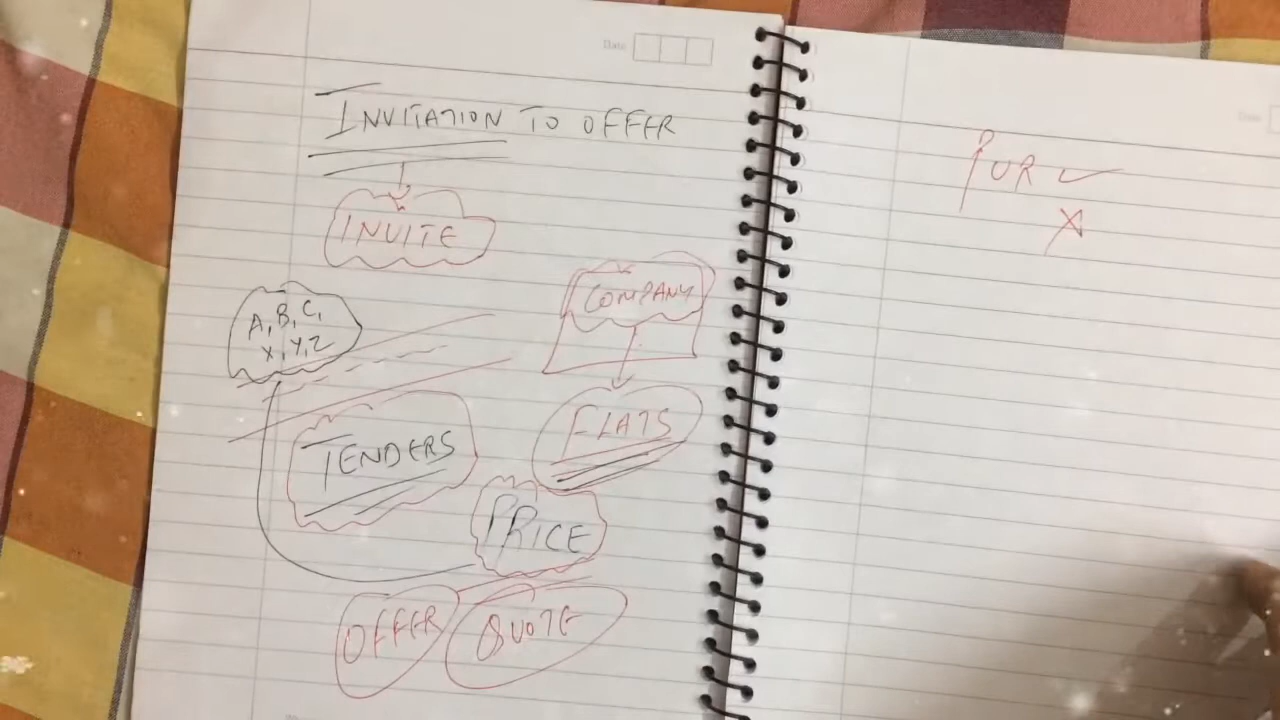 Date
INVITATION TO OFFER
INVITE
COMPANY
A, B, C,
X, Y, Z
FLATS
TENDERS
PRICE
OFFER
QUOTE
PUR